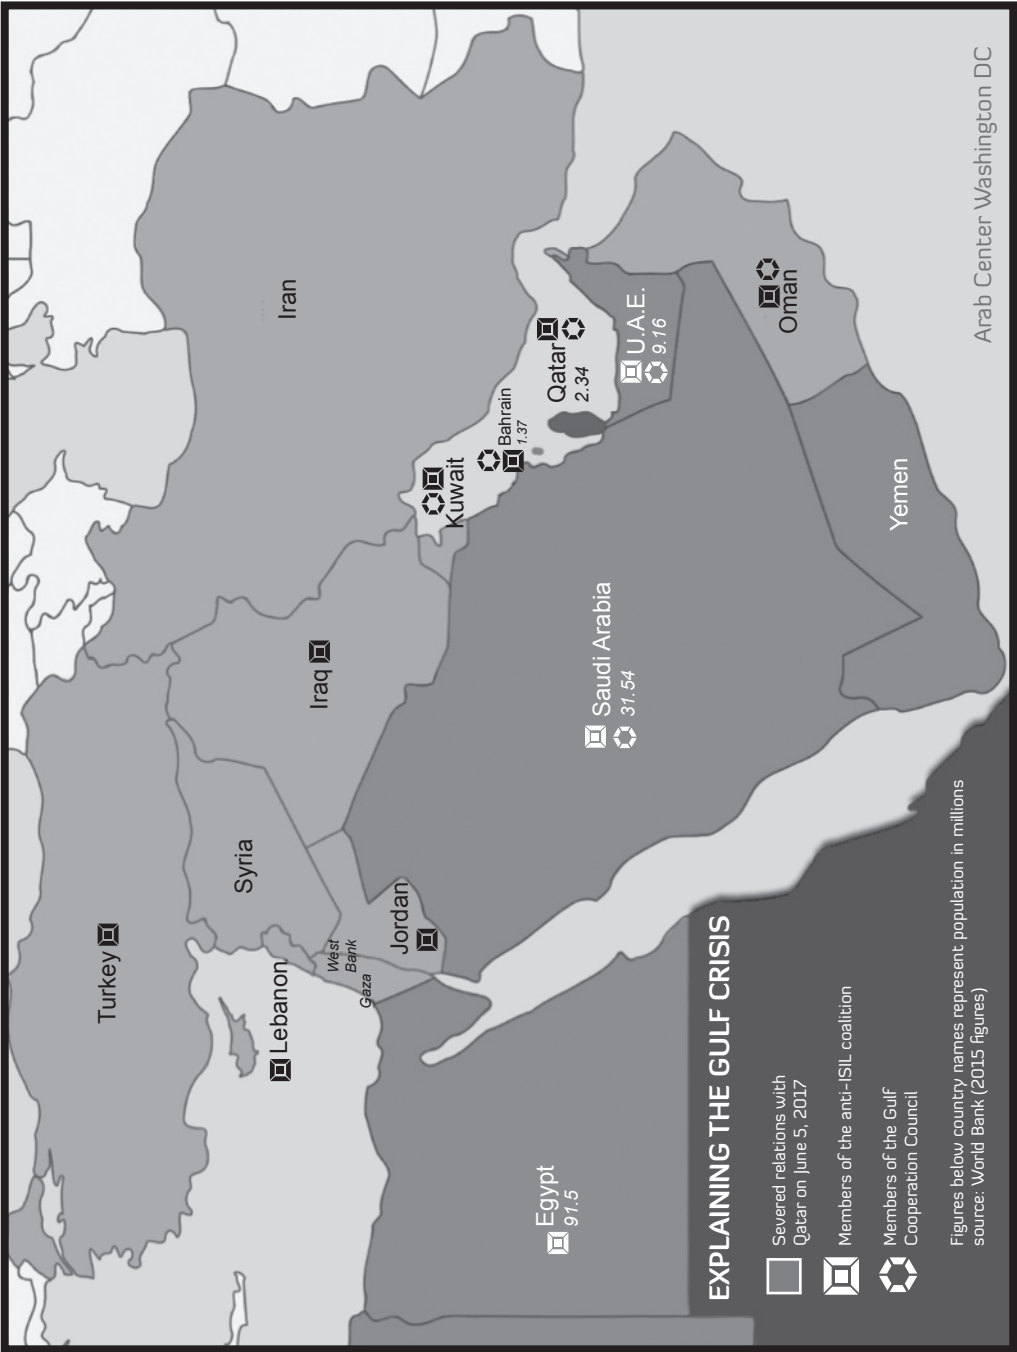 Turkey
Syria
Lebanon
West
Bank
Gaza
Jordan
Iraq
Iran
Kuwait
Bahrain
1.37
Qatar
2.34
U.A.E.
9.16
Oman
Saudi Arabia
31.54
Yemen
Egypt
91.5
EXPLAINING THE GULF CRISIS
Severed relations with
Qatar on June 5, 2017
Members of the anti-ISIL coalition
Members of the Gulf
Cooperation Council
Figures below country names represent population in millions
source: World Bank (2015 figures)
Arab Center Washington DC